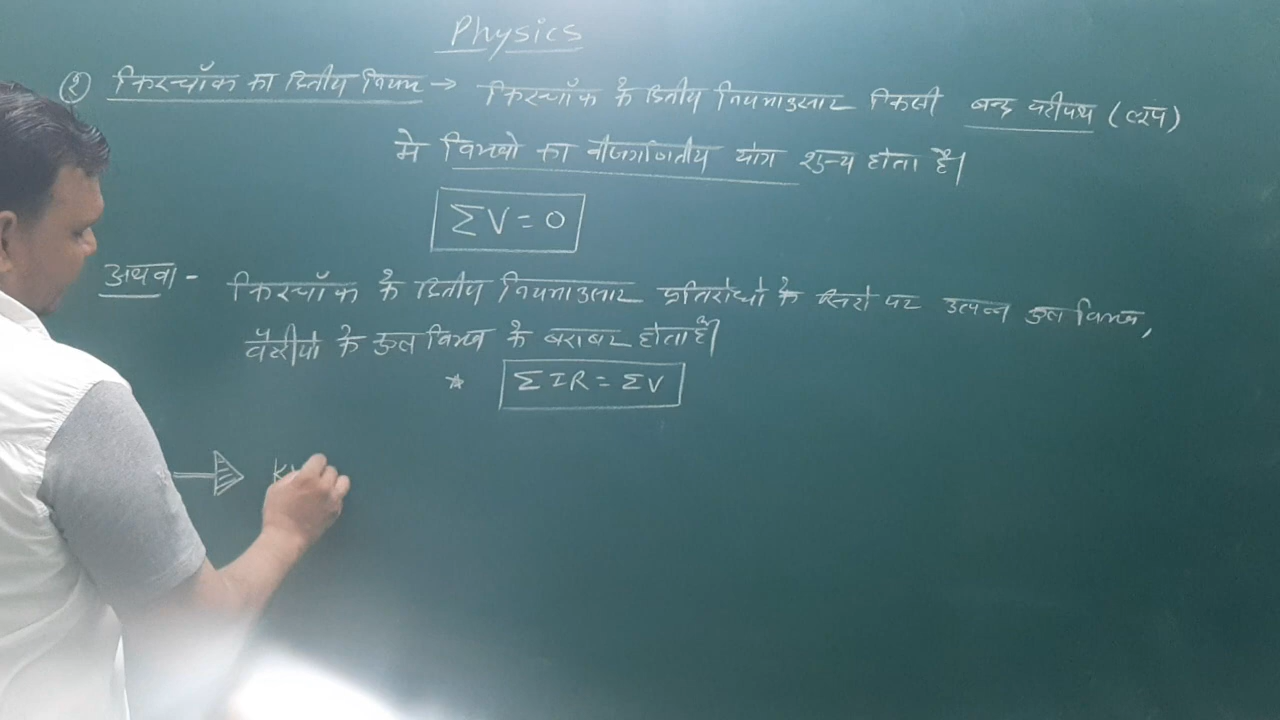 Physics
२ किरचॉफ का द्वितीय नियम → किरचॉफ के द्वितीय नियमानुसार किसी बन्द परीपथ (लूप)
मे विभवो का बीजगणितीय योग शुन्य होता है।
ΣV = 0
अथवा - किरचॉफ के द्वितीय नियमानुसार प्रतिरोधो के सिरो पर उत्पन्न कुल विभव,
बैटरीयो के कुल विभव के बराबर होता है।
* ΣIR = ΣV